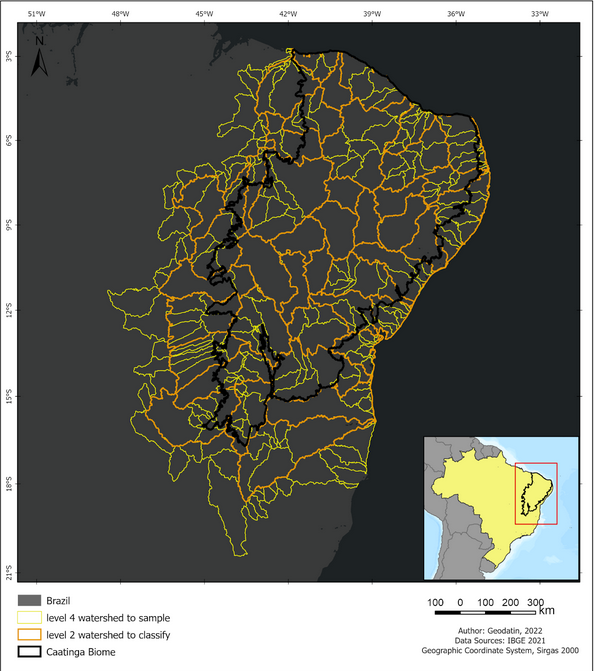 51°W 48°W 45°W 42°W 39°W 36°W 33°W
N
3°S
6°S
9°S
12°S
15°S
18°S
21°S
Brazil
level 4 watershed to sample
level 2 watershed to classify
Caatinga Biome
100 0 100 200 300 km
Author: Geodatin, 2022
Data Sources: IBGE 2021
Geographic Coordinate System, Sirgas 2000